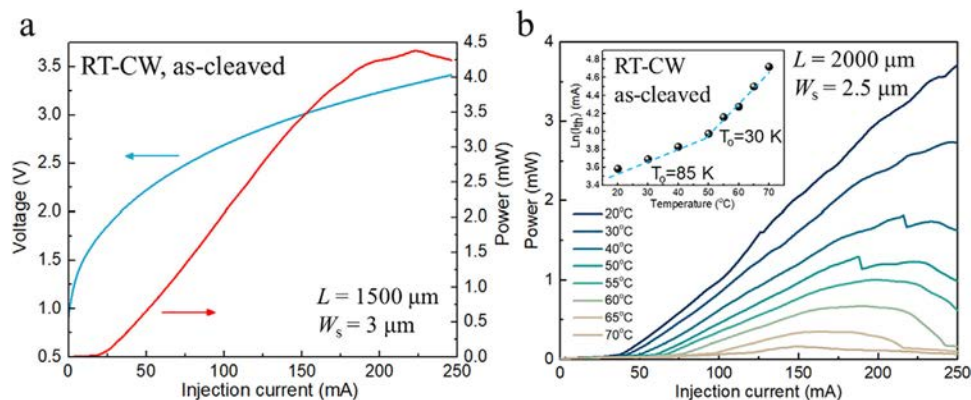 a
RT-CW, as-cleaved
L = 1500 μm
Wₛ = 3 μm
Voltage (V)
3.5
3.0
2.5
2.0
1.5
1.0
0.5
0
50
100
150
200
250
Injection current (mA)
4.5
4.0
3.5
3.0
2.5
2.0
1.5
1.0
0.5
0.0
Power (mW)
b
RT-CW
as-cleaved
L = 2000 μm
Wₛ = 2.5 μm
Ln(Iₜₕ) (mA)
4.8
4.6
4.4
4.2
4.0
3.8
3.6
3.4
T₀=30 K
T₀=85 K
20
30
40
50
60
70
Temperature (°C)
20°C
30°C
40°C
50°C
55°C
60°C
65°C
70°C
Power (mW)
4
3
2
1
0
0
50
100
150
200
250
Injection current (mA)